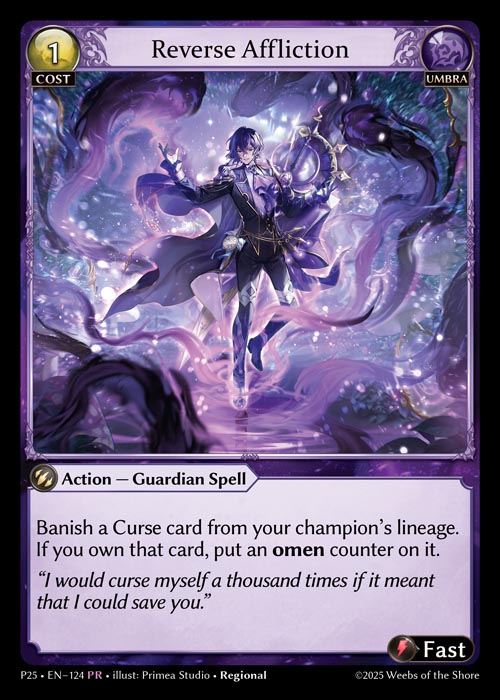 1
COST
Reverse Affliction
UMBRA
Action — Guardian Spell
Banish a Curse card from your champion's lineage.
If you own that card, put an omen counter on it.
"I would curse myself a thousand times if it meant
that I could save you."
Fast
P25 • EN–124 PR • illust: Primea Studio • Regional
©2025 Weebs of the Shore